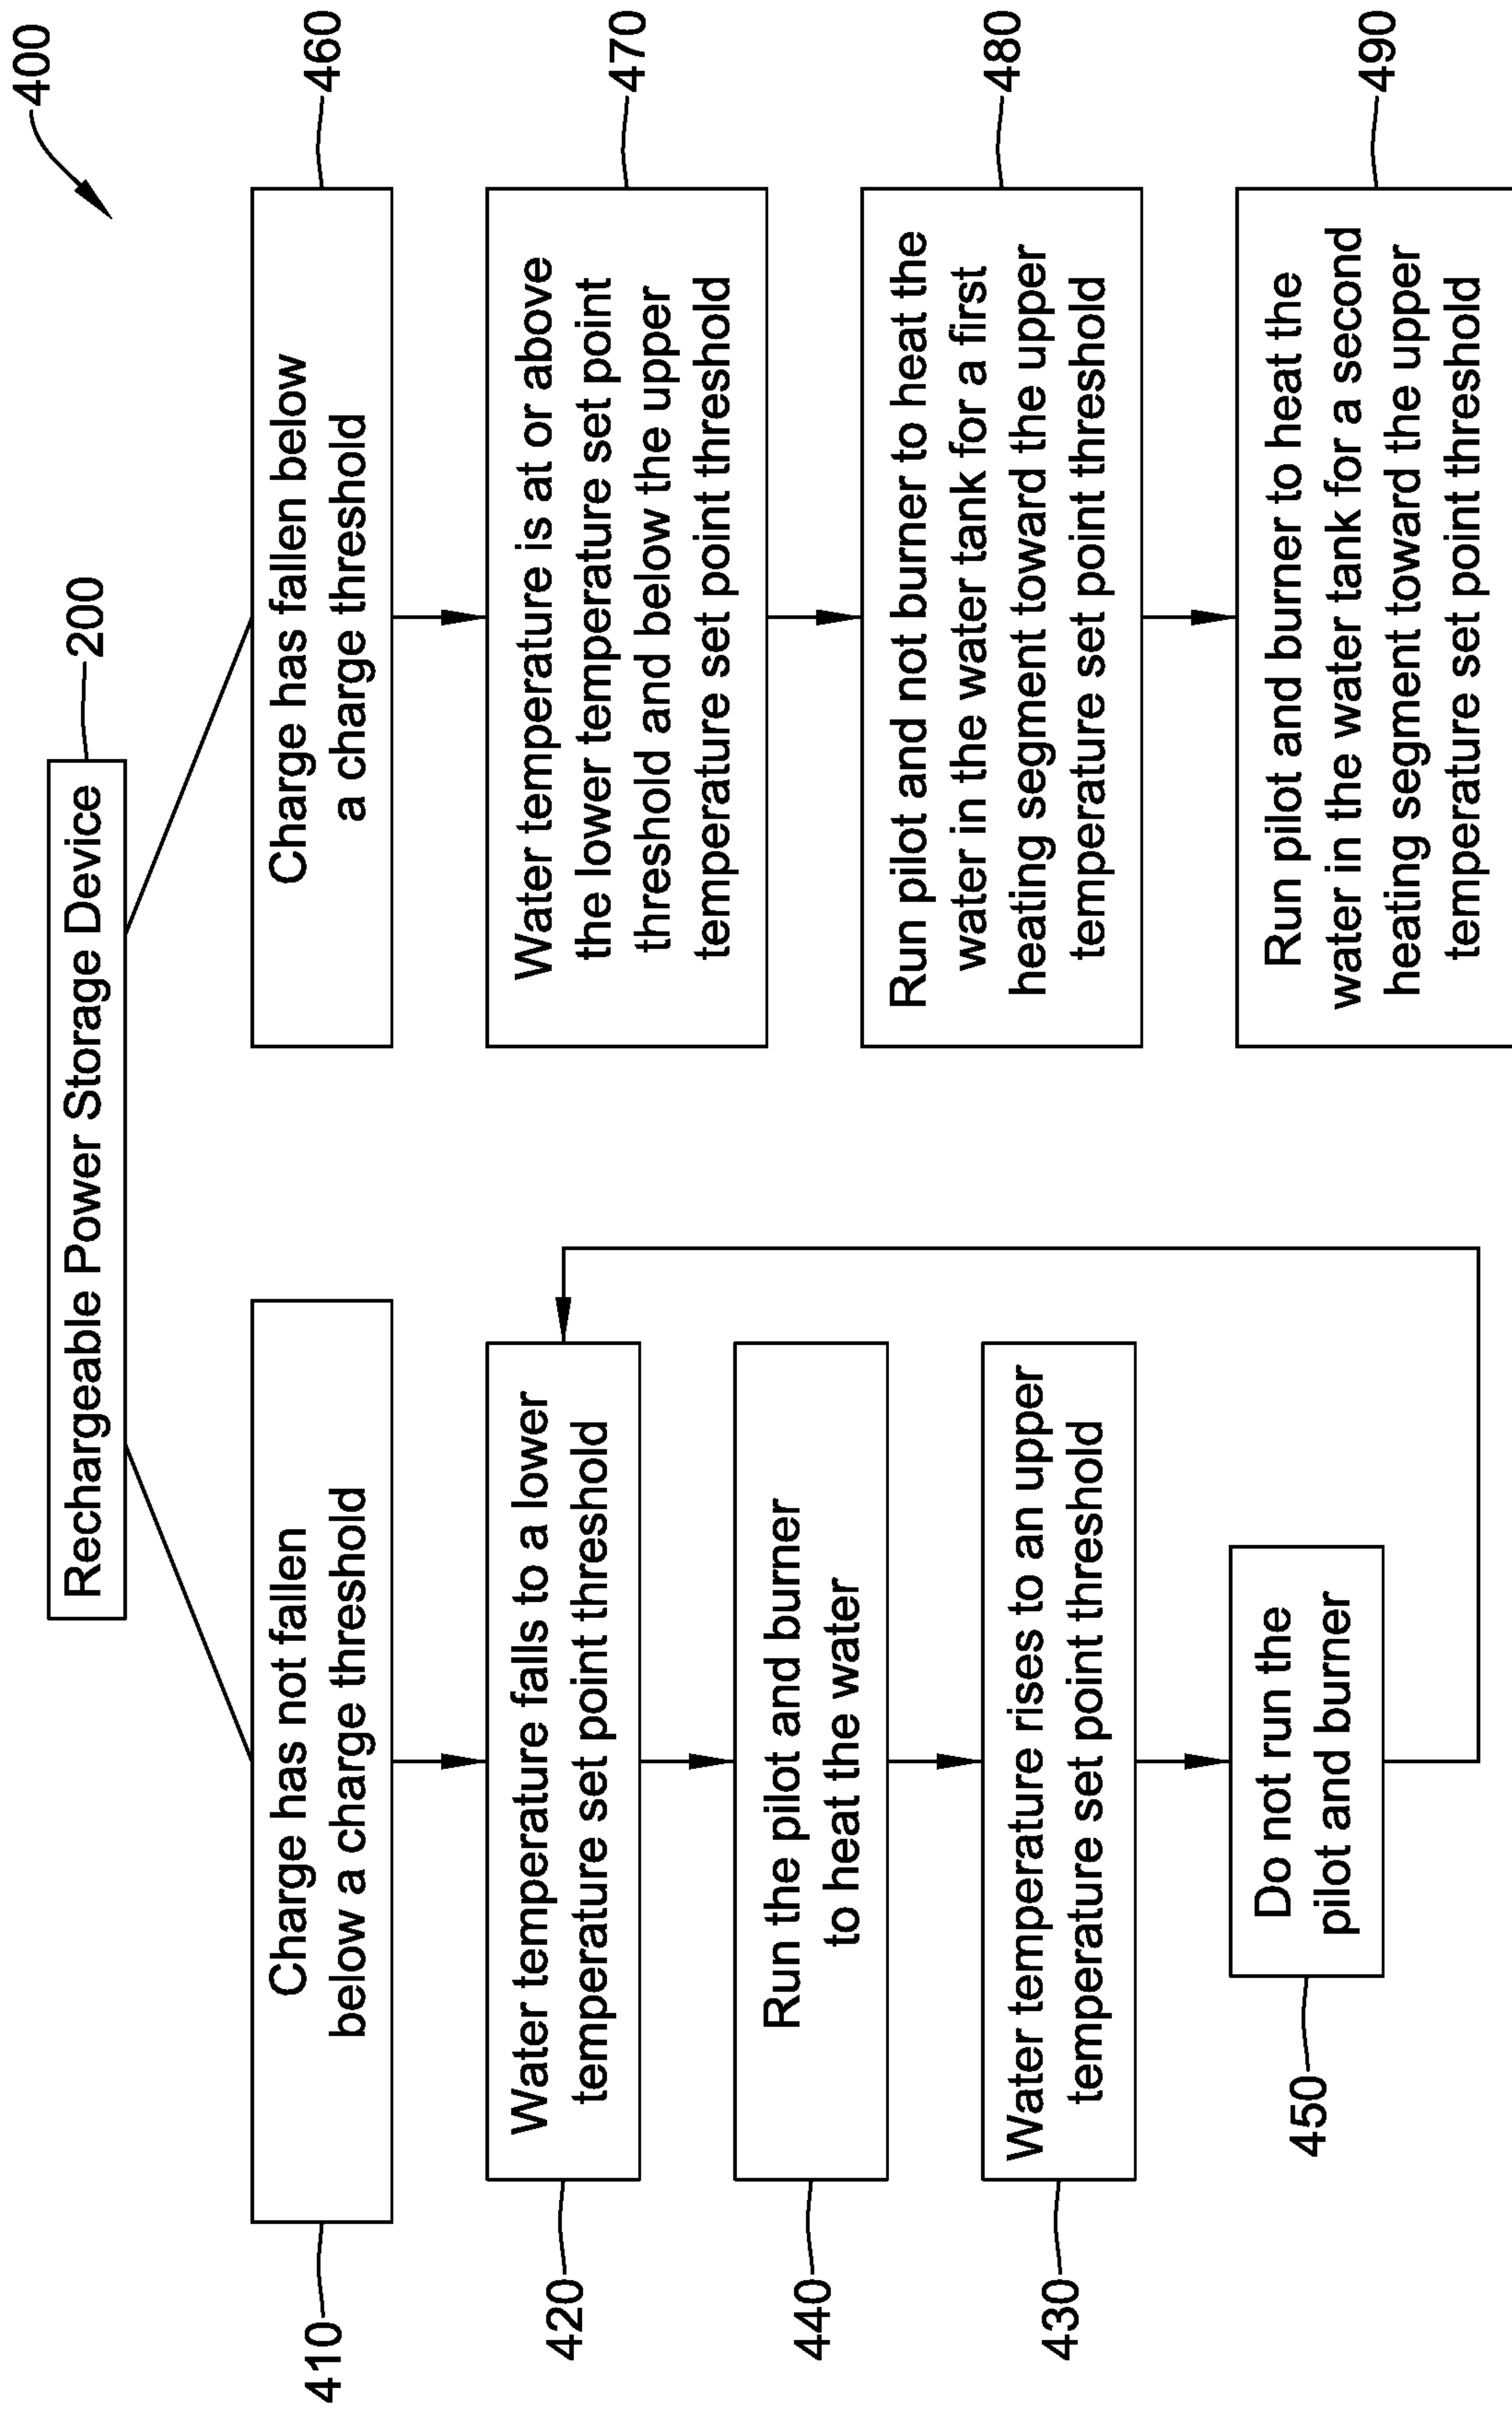 400
Rechargeable Power Storage Device
200
Charge has not fallen
below a charge threshold
410
Water temperature falls to a lower
temperature set point threshold
420
Run the pilot and burner
to heat the water
440
Water temperature rises to an upper
temperature set point threshold
430
Do not run the
pilot and burner
450
Charge has fallen below
a charge threshold
460
Water temperature is at or above
the lower temperature set point
threshold and below the upper
temperature set point threshold
470
Run pilot and not burner to heat the
water in the water tank for a first
heating segment toward the upper
temperature set point threshold
480
Run pilot and burner to heat the
water in the water tank for a second
heating segment toward the upper
temperature set point threshold
490